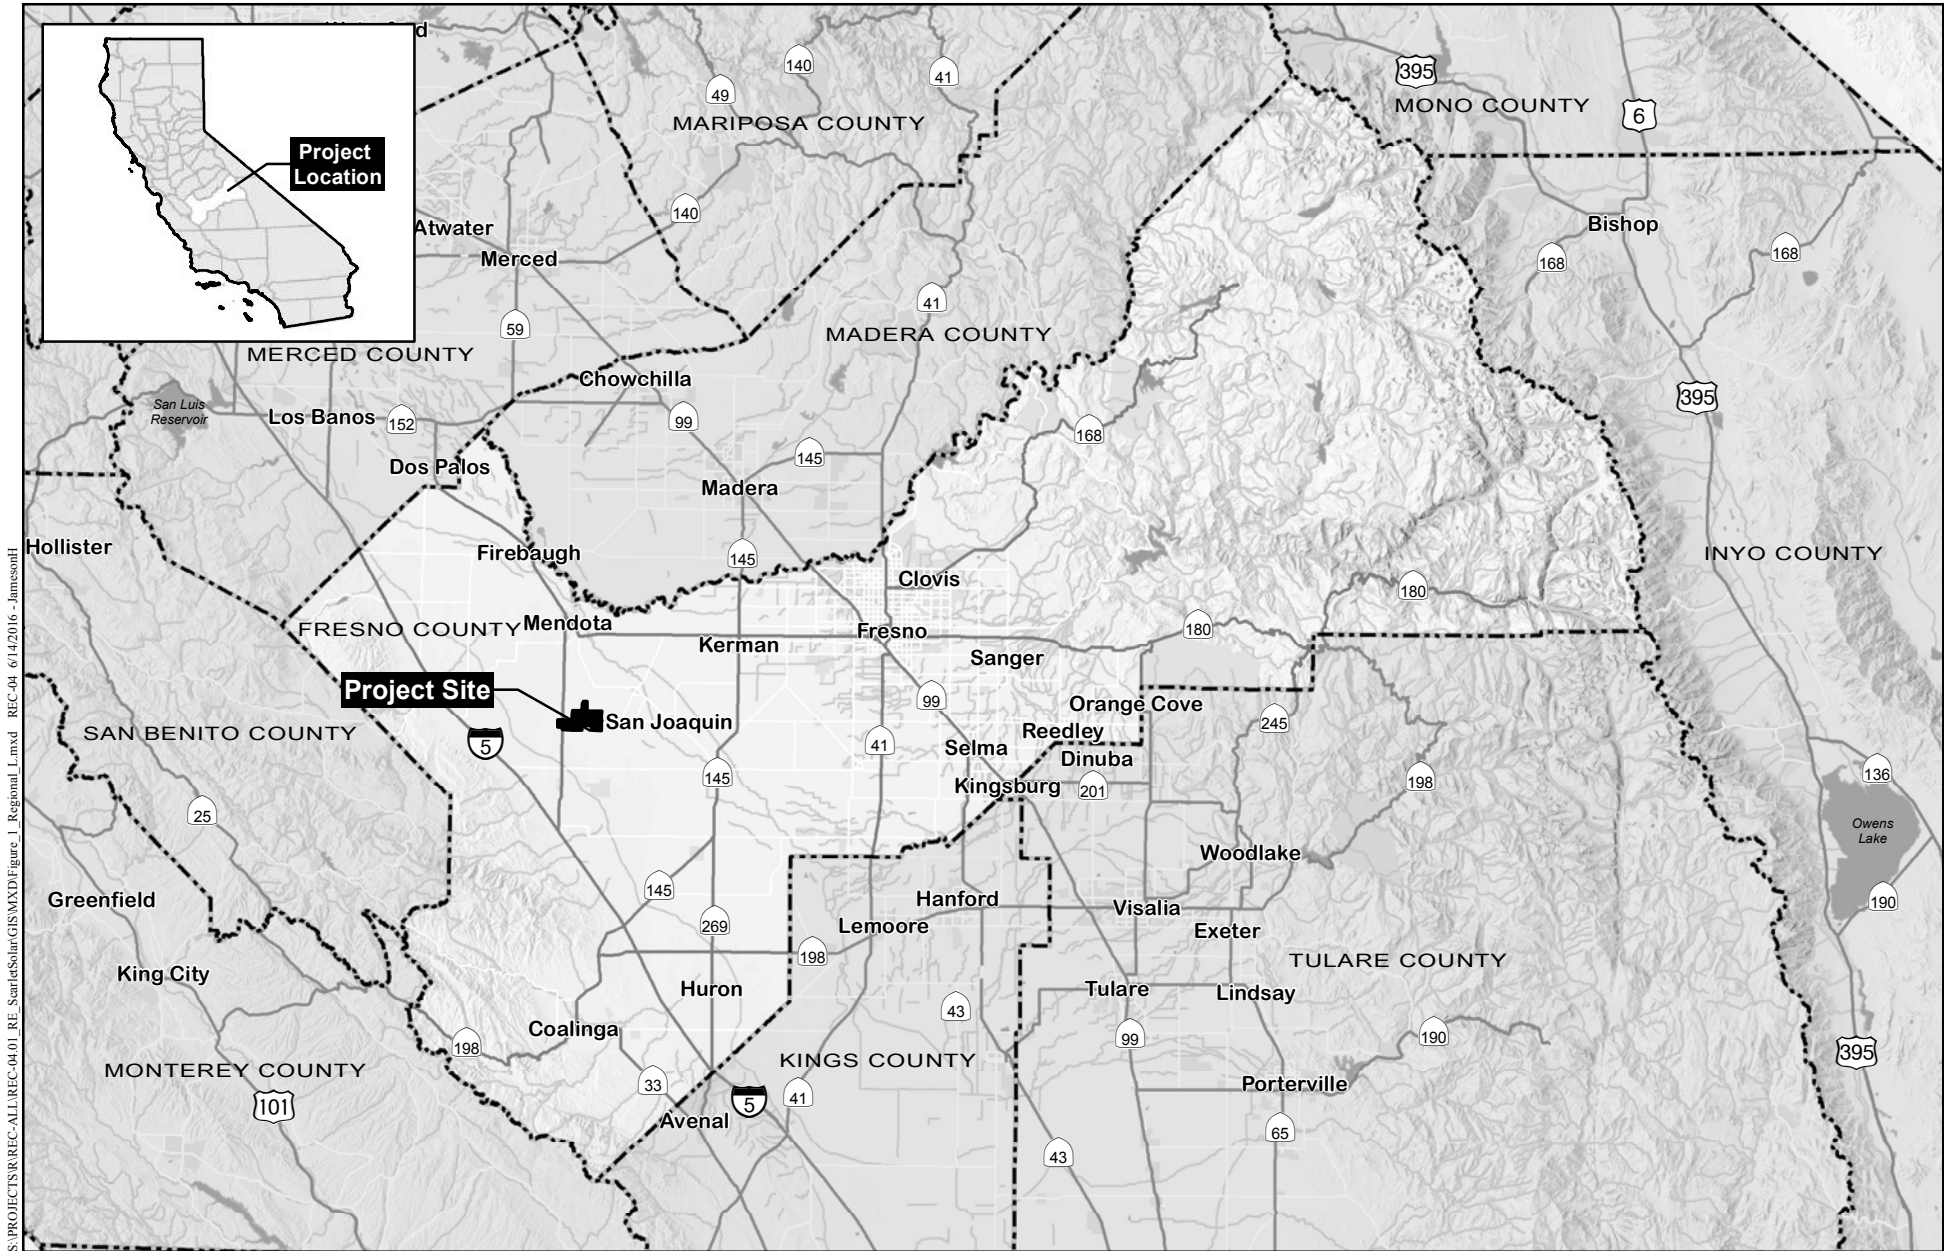 d
140
41
49
395
MONO COUNTY
6
MARIPOSA COUNTY
Project
Location
140
Atwater
Bishop
Merced
168
168
41
59
MADERA COUNTY
MERCED COUNTY
Chowchilla
395
San Luis
Reservoir
Los Banos
152
99
168
145
Dos Palos
Madera
Hollister
Firebaugh
145
INYO COUNTY
Clovis
180
FRESNO COUNTY
Mendota
Fresno
180
Kerman
Sanger
Project Site
99
Orange Cove
San Joaquin
245
SAN BENITO COUNTY
Reedley
5
41
Selma
Dinuba
145
198
136
Kingsburg
201
25
Owens
Lake
Woodlake
145
Greenfield
Hanford
190
Visalia
269
Lemoore
Exeter
198
TULARE COUNTY
King City
Huron
Tulare
Lindsay
43
Coalinga
99
190
198
395
KINGS COUNTY
MONTEREY COUNTY
33
Porterville
101
5
41
Avenal
65
43
S:\PROJECTS\R\REC-ALL\REC-04.01_RE_ScarletSolar\GIS\MXD\Figure_1_Regional_L.mxd REC-04 6/14/2016 - JamesonH